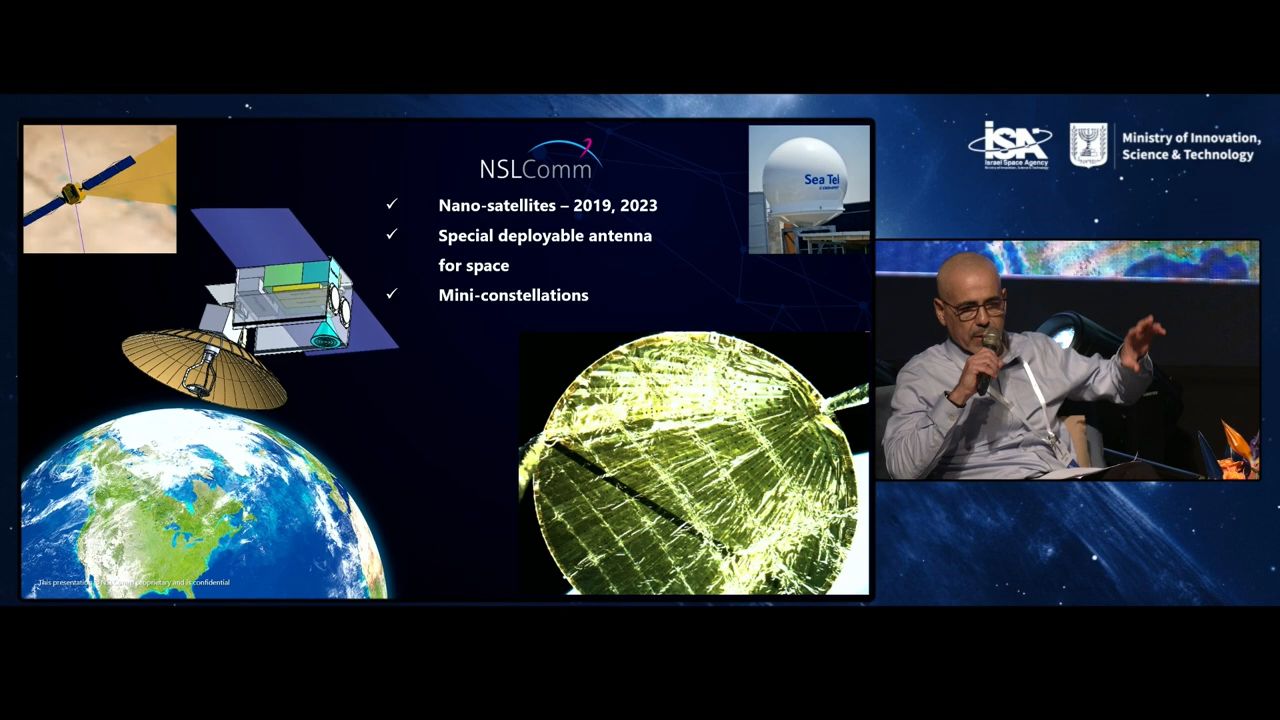 NSLComm
✓ Nano-satellites – 2019, 2023
✓ Special deployable antenna
for space
✓ Mini-constellations
Sea Tel
COBHAM
This presentation is NSLComm proprietary and is confidential
iSA
Israel Space Agency
Ministry of Innovation,
Science & Technology